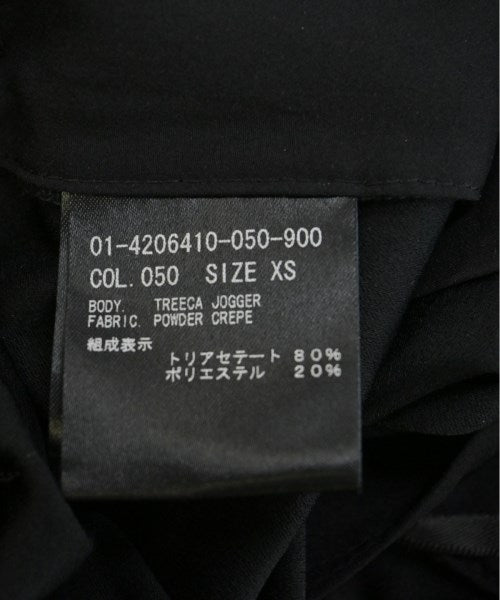 01-4206410-050-900
COL.050 SIZE XS
BODY. TREECA JOGGER
FABRIC. POWDER CREPE
組成表示
トリアセテート 80%
ポリエステル 20%